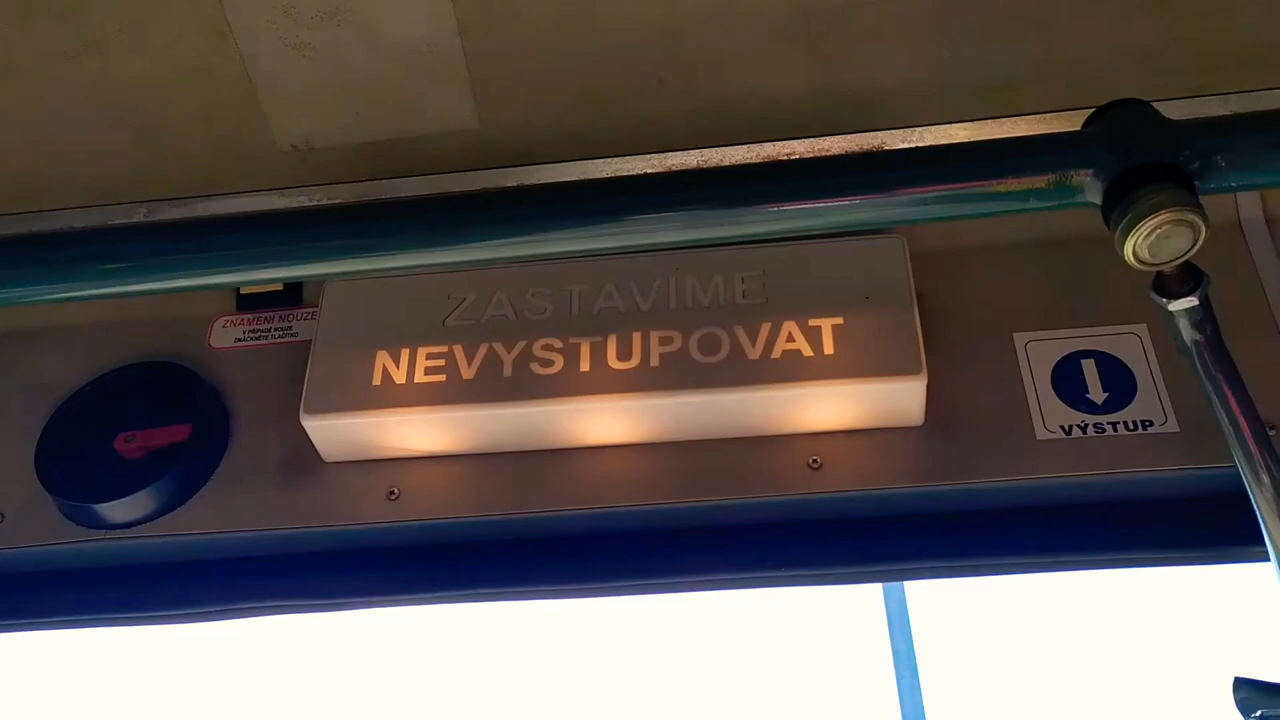 ZASTAVÍME
NEVYSTUPOVAT
ZNAMENÍ NOUZE
V PŘÍPADĚ NOUZE
ZMÁČKNĚTE TLAČÍTKO
VÝSTUP